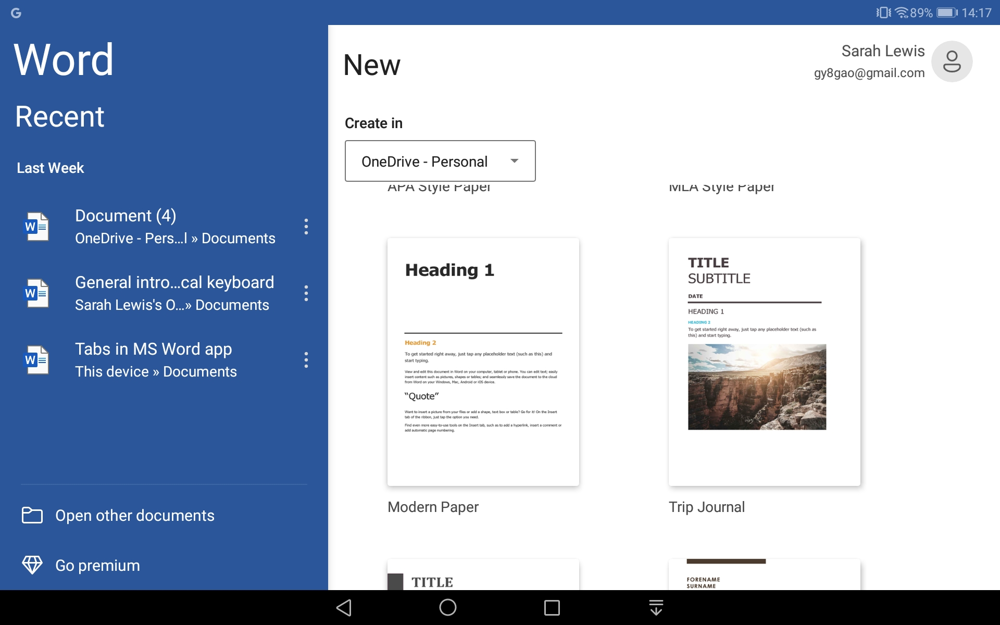 G
89%
14:17
Word
Recent
Last Week
W
Document (4)
OneDrive - Pers...l » Documents
W
General intro...cal keyboard
Sarah Lewis's O...» Documents
W
Tabs in MS Word app
This device » Documents
Open other documents
Go premium
New
Sarah Lewis
gy8gao@gmail.com
Create in
OneDrive - Personal
APA Style Paper
MLA Style Paper
Heading 1
Heading 2
To get started right away, just tap any placeholder text (such as this) and
start typing.
View and edit this document in Word on your computer, tablet or phone. You can edit text; easily
insert content such as pictures, shapes or tables; and seamlessly save the document to the cloud
from Word on your Windows, Mac, Android or iOS device.
“Quote”
Want to insert a picture from your files or add a shape, text box or table? Go for it! On the Insert
tab of the ribbon, just tap the option you need.
Find even more easy-to-use tools on the Insert tab, such as to add a hyperlink, insert a comment or
add automatic page numbering.
Modern Paper
TITLE
SUBTITLE
DATE
HEADING 1
HEADING 2
To get started right away, just tap any placeholder text (such as
this) and start typing.
Trip Journal
TITLE
FORENAME
SURNAME